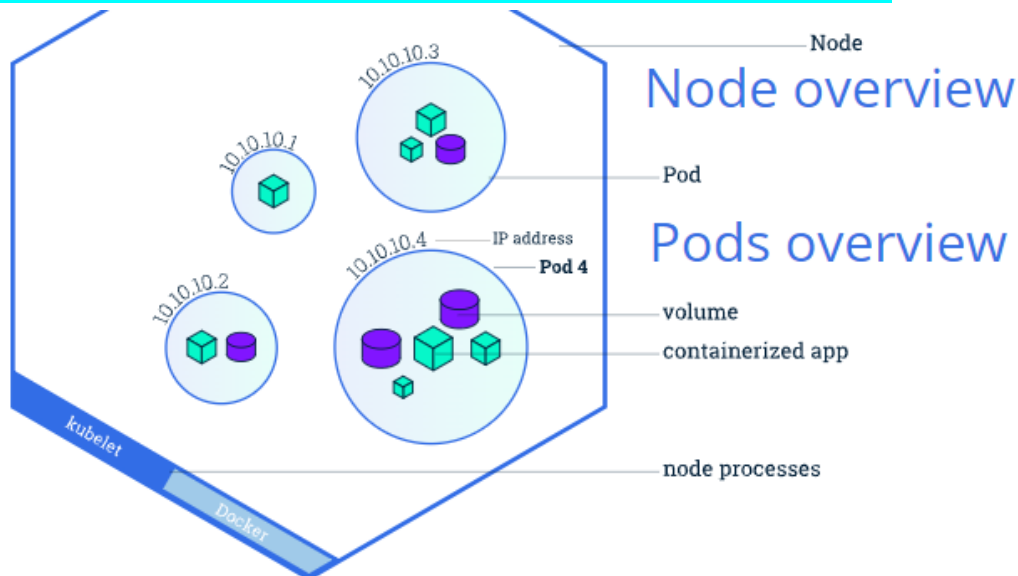 Node
Node overview
10.10.10.3
10.10.10.1
Pod
Pods overview
IP address
10.10.10.4
Pod 4
10.10.10.2
volume
containerized app
kubelet
node processes
Docker